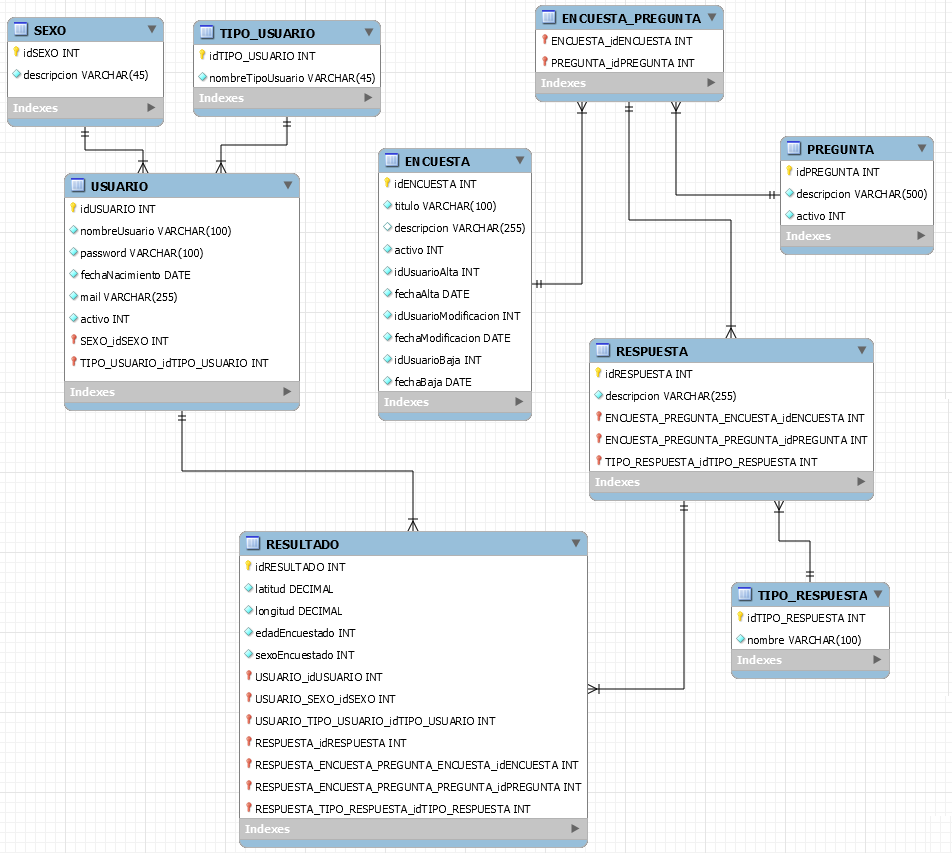 SEXO
idSEXO INT
descripcion VARCHAR(45)
Indexes
TIPO_USUARIO
idTIPO_USUARIO INT
nombreTipoUsuario VARCHAR(45)
Indexes
ENCUESTA_PREGUNTA
ENCUESTA_idENCUESTA INT
PREGUNTA_idPREGUNTA INT
Indexes
PREGUNTA
idPREGUNTA INT
descripcion VARCHAR(500)
activo INT
Indexes
USUARIO
idUSUARIO INT
nombreUsuario VARCHAR(100)
password VARCHAR(100)
fechaNacimiento DATE
mail VARCHAR(255)
activo INT
SEXO_idSEXO INT
TIPO_USUARIO_idTIPO_USUARIO INT
Indexes
ENCUESTA
idENCUESTA INT
titulo VARCHAR(100)
descripcion VARCHAR(255)
activo INT
idUsuarioAlta INT
fechaAlta DATE
idUsuarioModificacion INT
fechaModificacion DATE
idUsuarioBaja INT
fechaBaja DATE
Indexes
RESPUESTA
idRESPUESTA INT
descripcion VARCHAR(255)
ENCUESTA_PREGUNTA_ENCUESTA_idENCUESTA INT
ENCUESTA_PREGUNTA_PREGUNTA_idPREGUNTA INT
TIPO_RESPUESTA_idTIPO_RESPUESTA INT
Indexes
RESULTADO
idRESULTADO INT
latitud DECIMAL
longitud DECIMAL
edadEncuestado INT
sexoEncuestado INT
USUARIO_idUSUARIO INT
USUARIO_SEXO_idSEXO INT
USUARIO_TIPO_USUARIO_idTIPO_USUARIO INT
RESPUESTA_idRESPUESTA INT
RESPUESTA_ENCUESTA_PREGUNTA_ENCUESTA_idENCUESTA INT
RESPUESTA_ENCUESTA_PREGUNTA_PREGUNTA_idPREGUNTA INT
RESPUESTA_TIPO_RESPUESTA_idTIPO_RESPUESTA INT
Indexes
TIPO_RESPUESTA
idTIPO_RESPUESTA INT
nombre VARCHAR(100)
Indexes